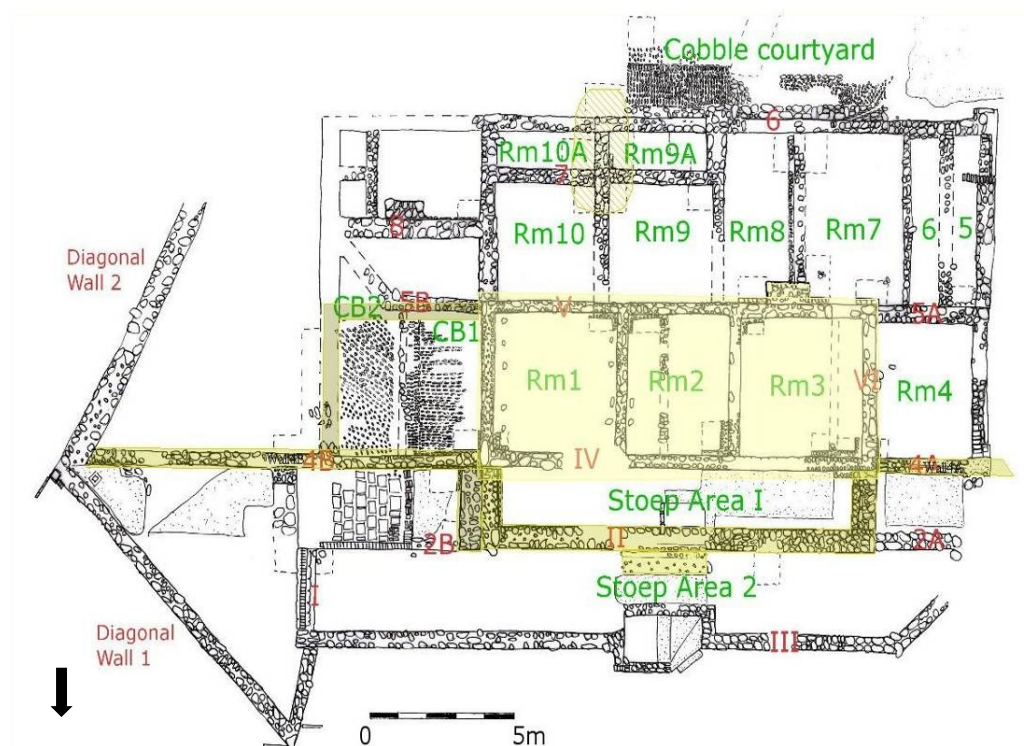 Cobble courtyard
6
Rm10A
Rm9A
7
Rm10
Rm9
Rm8
Rm7
6
5
8
Diagonal
Wall 2
CB2
5B
V
5A
CB1
Rm1
Rm2
Rm3
VI
Rm4
4B
IV
4A
Stoep Area I
2B
II
2A
Stoep Area 2
I
Diagonal
Wall 1
III
0
5m